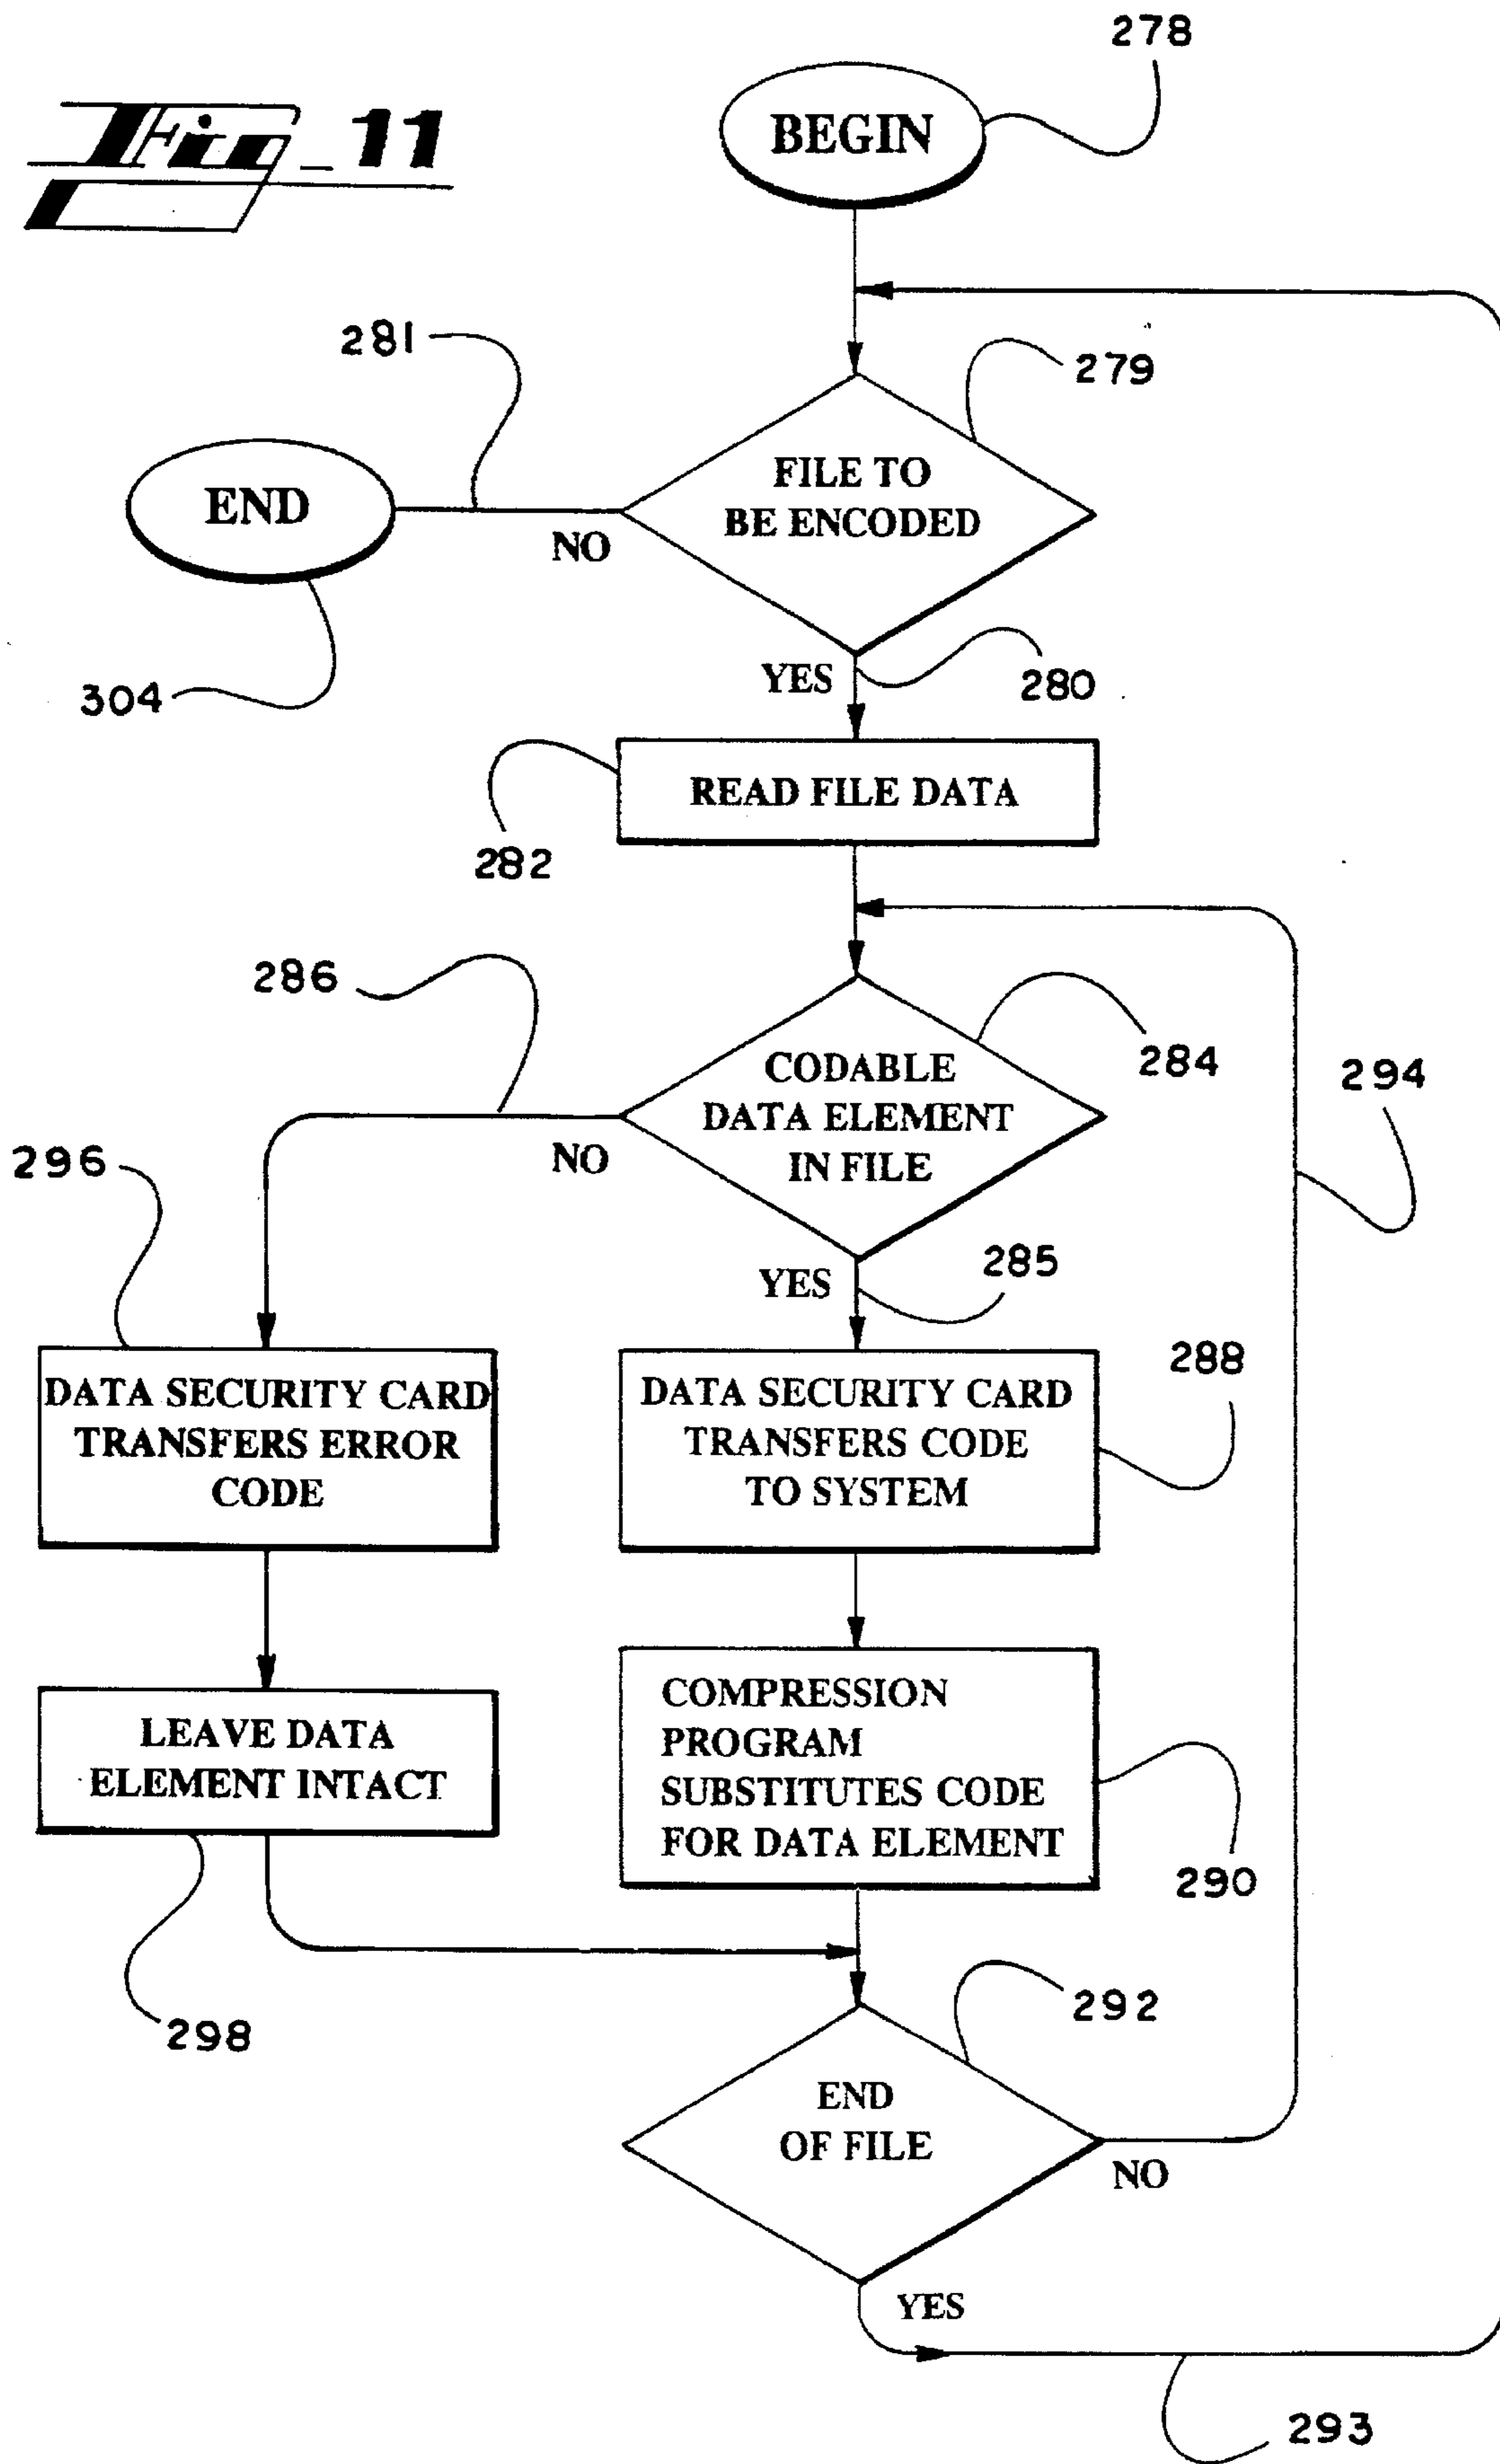 278
Fig_11
BEGIN
281
279
FILE TO
BE ENCODED
END
NO
304
YES
280
READ FILE DATA
282
286
284
CODABLE
DATA ELEMENT
IN FILE
294
NO
296
YES
285
288
DATA SECURITY CARD
TRANSFERS ERROR
CODE
DATA SECURITY CARD
TRANSFERS CODE
TO SYSTEM
COMPRESSION
PROGRAM
SUBSTITUTES CODE
FOR DATA ELEMENT
LEAVE DATA
ELEMENT INTACT
290
298
292
END
OF FILE
NO
YES
293